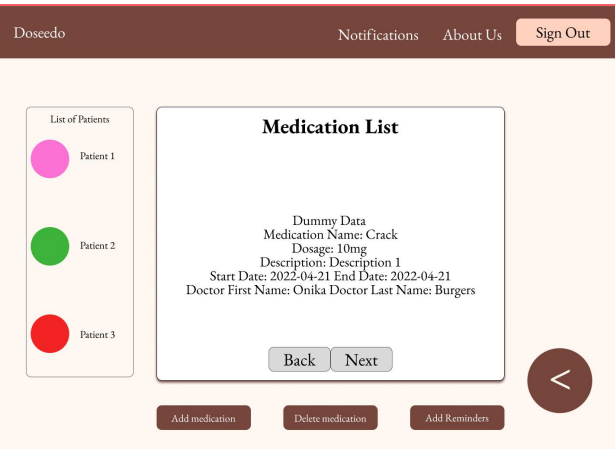 Doseedo
Notifications
About Us
Sign Out
List of Patients
Patient 1
Patient 2
Patient 3
Medication List
Dummy Data
Medication Name: Crack
Dosage: 10mg
Description: Description 1
Start Date: 2022-04-21 End Date: 2022-04-21
Doctor First Name: Onika Doctor Last Name: Burgers
Back
Next
<
Add medication
Delete medication
Add Reminders